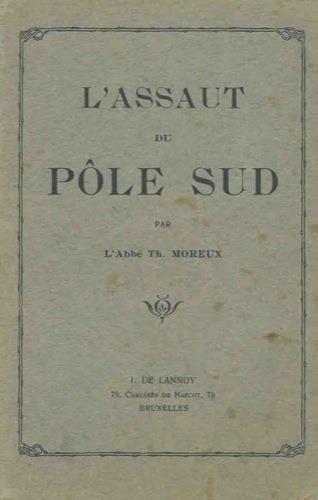 L'ASSAUT
DU
PÔLE SUD
PAR
L'Abbé Th. MOREUX
I. DE LANNOY
79, Chaussée de Haecht, 79
BRUXELLES